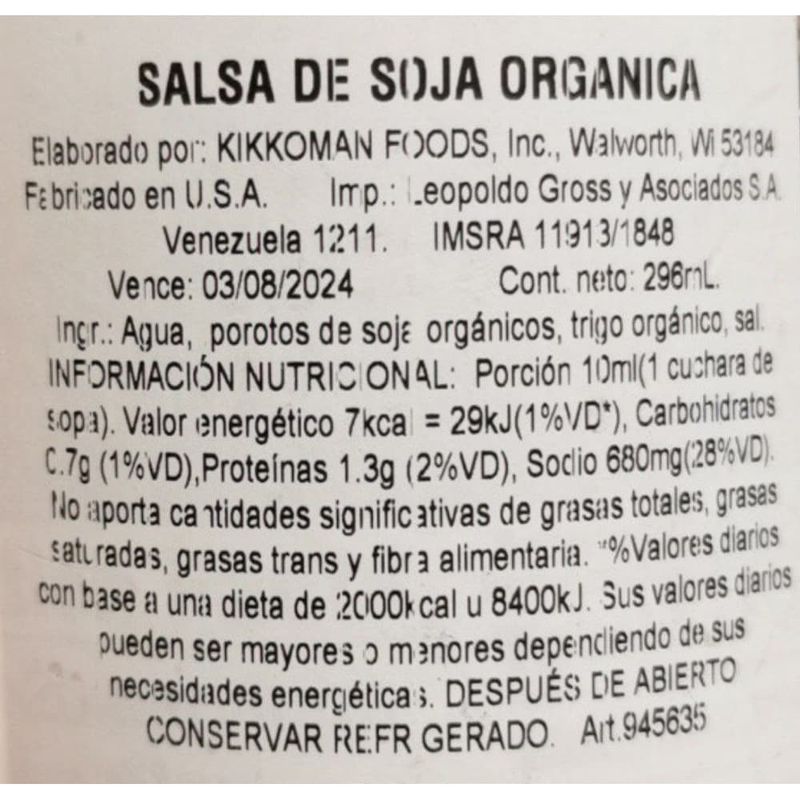 SALSA DE SOJA ORGANICA
Elaborado por: KIKKOMAN FOODS, Inc., Walworth, WI 53184
Fabricado en U.S.A. Imp.: Leopoldo Gross y Asociados S.A.
Venezuela 1211. IMSRA 11913/1848
Vence: 03/08/2024 Cont. neto: 296mL.
Ingr.: Agua, porotos de soja orgánicos, trigo orgánico, sal.
INFORMACIÓN NUTRICIONAL: Porción 10ml(1 cuchara de
sopa). Valor energético 7kcal = 29kJ(1%VD*), Carbohidratos
0.7g (1%VD),Proteínas 1.3g (2%VD), Sodio 680mg(28%VD).
No aporta cantidades significativas de grasas totales, grasas
saturadas, grasas trans y fibra alimentaria. *%Valores diarios
con base a una dieta de 2000kcal u 8400kJ. Sus valores diarios
pueden ser mayores o menores dependiendo de sus
necesidades energéticas. DESPUÉS DE ABIERTO
CONSERVAR REFRIGERADO. Art.945635